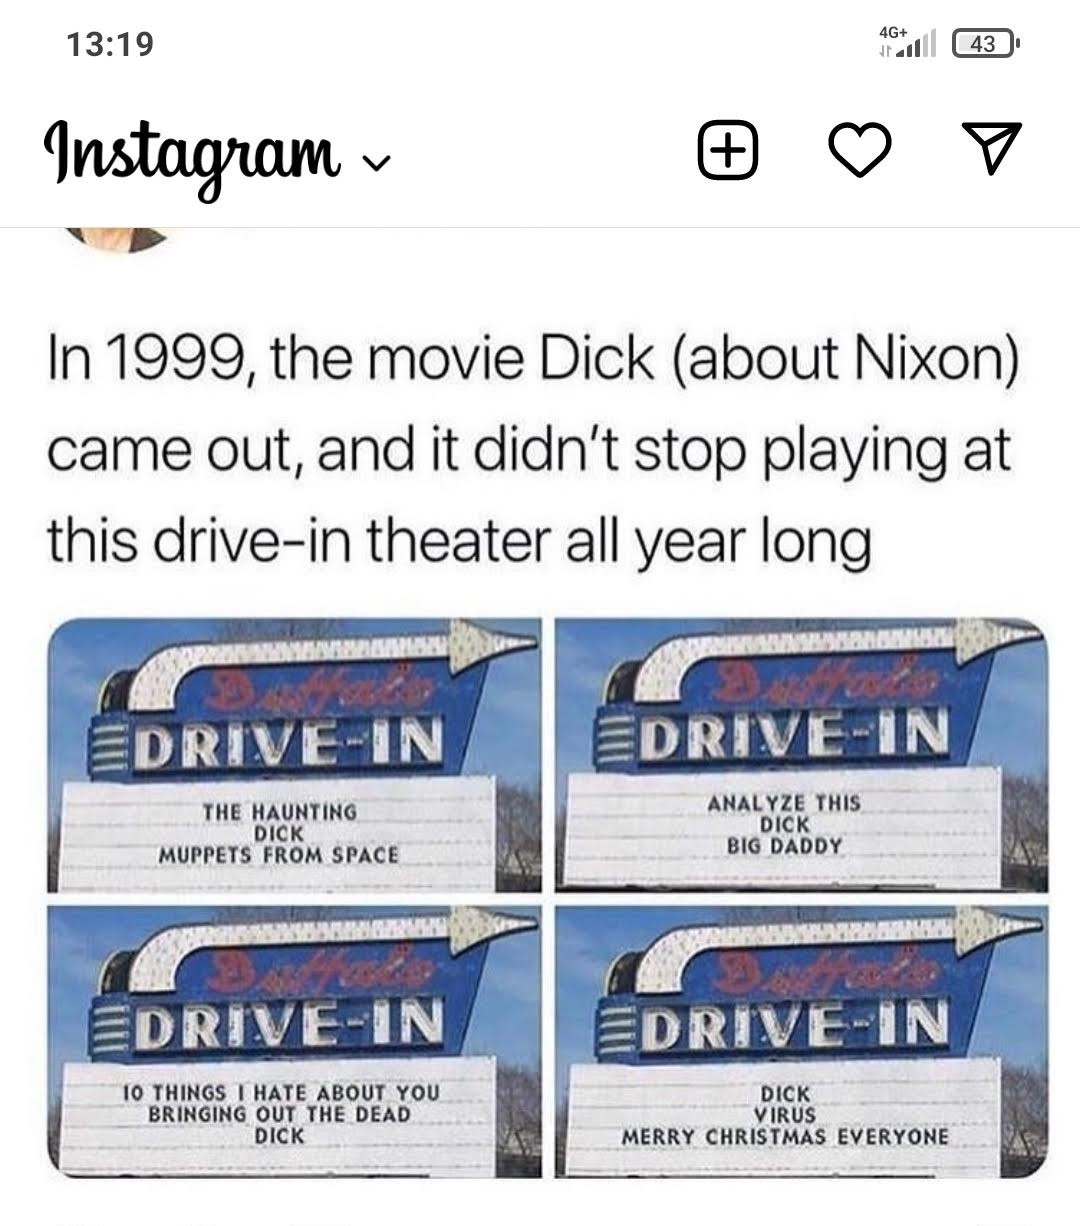 13:19
4G+
43
Instagram
In 1999, the movie Dick (about Nixon)
came out, and it didn't stop playing at
this drive-in theater all year long
Buffalo
DRIVE-IN
THE HAUNTING
DICK
MUPPETS FROM SPACE
Buffalo
DRIVE-IN
ANALYZE THIS
DICK
BIG DADDY
Buffalo
DRIVE-IN
10 THINGS I HATE ABOUT YOU
BRINGING OUT THE DEAD
DICK
Buffalo
DRIVE-IN
DICK
VIRUS
MERRY CHRISTMAS EVERYONE